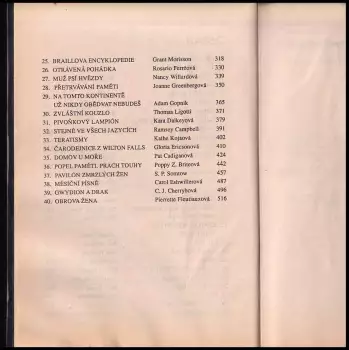 25. BRAILLOVA ENCYKLOPEDIE Grant Morrison 318
26. OTRÁVENÁ POHÁDKA Rosario Ferréová 330
27. MUŽ PSÍ HVĚZDY Nancy Willardová 339
28. PŘETRVÁVÁNÍ PAMĚTI Joanne Greenbergová 350
29. NA TOMTO KONTINENTĚ
UŽ NIKDY OBĚDVAT NEBUDEŠ Adam Gopnik 365
30. ZVLÁŠTNÍ KOUZLO Thomas Ligotti 371
31. PIVOŇKOVÝ LAMPIÓN Kara Dalkeyová 379
32. STEJNĚ VE VŠECH JAZYCÍCH Ramsey Campbell 391
33. TERATISMY Kathe Kojaová 402
34. ČARODĚJNICE Z WILTON FALLS Gloria Ericsonová 410
35. DOMOV U MOŘE Pat Cadiganová 424
36. POPEL PAMĚTI, PRACH TOUHY Poppy Z. Briteová 442
37. PAVILON ZMRZLÝCH ŽEN S. P. Somtow 457
38. MĚSÍČNÍ PÍSNĚ Carol 487
39. GWYDION A DRAK C. J. Cherryhová 496
40. OBROVA ŽENA Pierrette Fleutiauxová 516